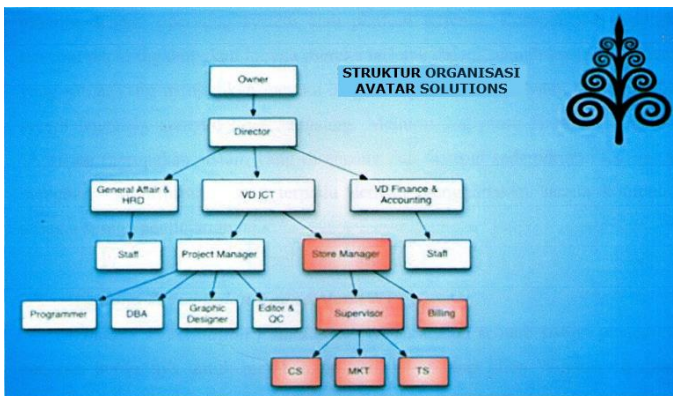 STRUKTUR ORGANISASI
AVATAR SOLUTIONS
Owner
Director
General Affair &
HRD
VD ICT
VD Finance &
Accounting
Staff
Project Manager
Store Manager
Staff
Programmer
DBA
Graphic
Designer
Editor &
QC
Supervisor
Billing
CS
MKT
TS